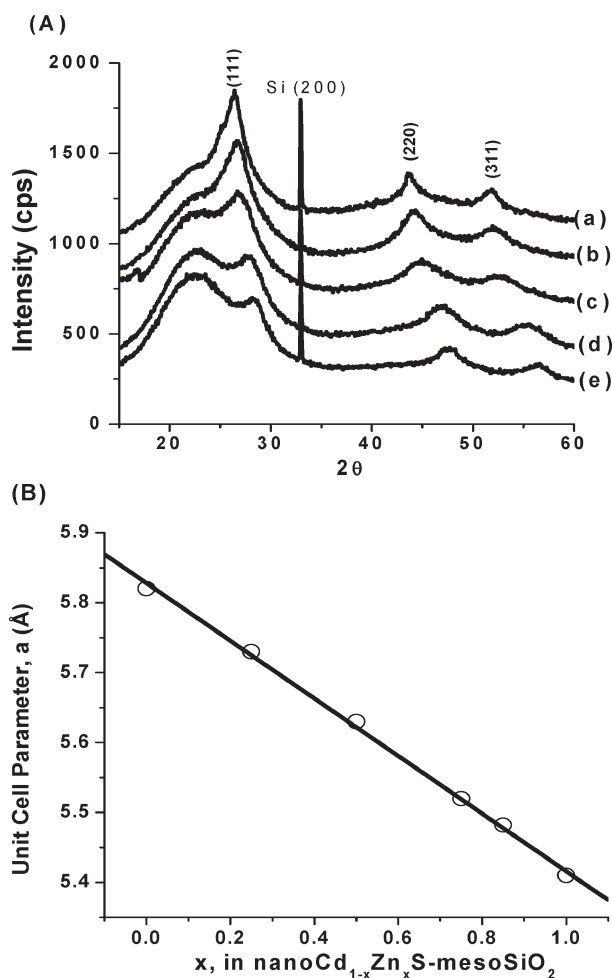 (A)
2000
1500
1000
500
0
Intensity (cps)
(111)
Si (200)
(220)
(311)
(a)
(b)
(c)
(d)
(e)
20 30 40 50 60
2θ
(B)
5.9
5.8
5.7
5.6
5.5
5.4
Unit Cell Parameter, a (Å)
0.0 0.2 0.4 0.6 0.8 1.0
x, in nanoCd₁₋ₓZnₓS-mesoSiO₂